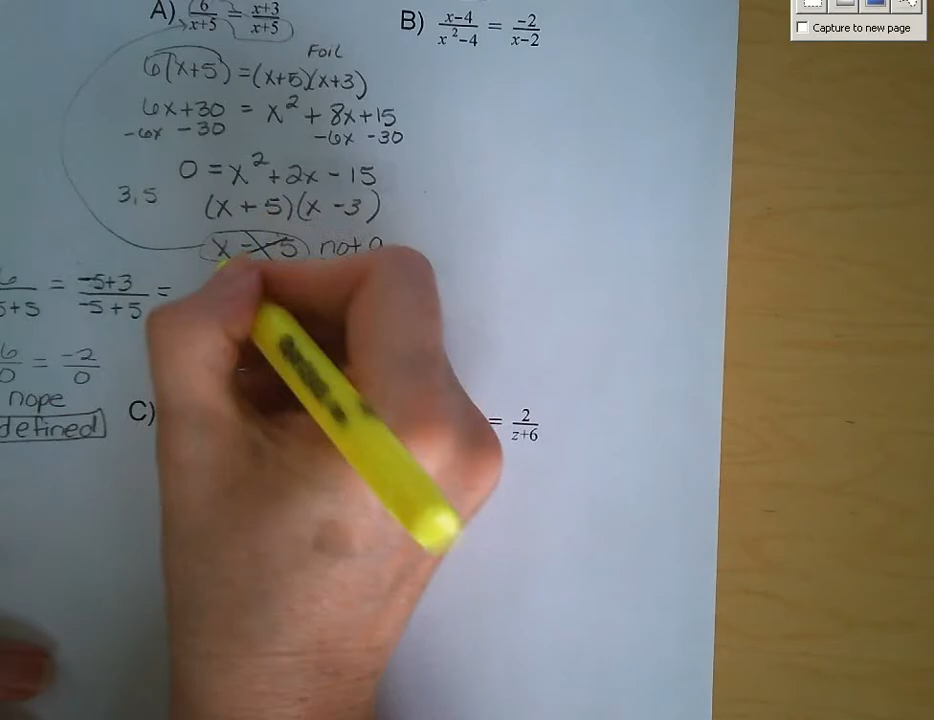 A) 6/x+5 = x+3/x+5
Foil
6(x+5) = (x+5)(x+3)
6x+30 = x² + 8x+15
-6x -30 -6x -30
0 = x² + 2x - 15
3,5 (x + 5)(x - 3)
x = -5 not
5+5 = -5+3/-5+5 =
6/0 = -2/0
nope
defined
B) x-4/x²-4 = -2/x-2
C) = 2/z+6
Capture to new page